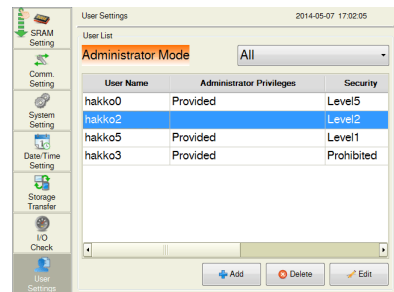 User Settings 2014-05-07 17:02:05
User List
Administrator Mode All
User Name Administrator Privileges Security
hakko0 Provided Level5
hakko2 Level2
hakko5 Provided Level1
hakko3 Provided Prohibited
Add Delete Edit
SRAM
Setting
Comm.
Setting
System
Setting
Date/Time
Setting
Storage
Transfer
I/O
Check
User
Settings